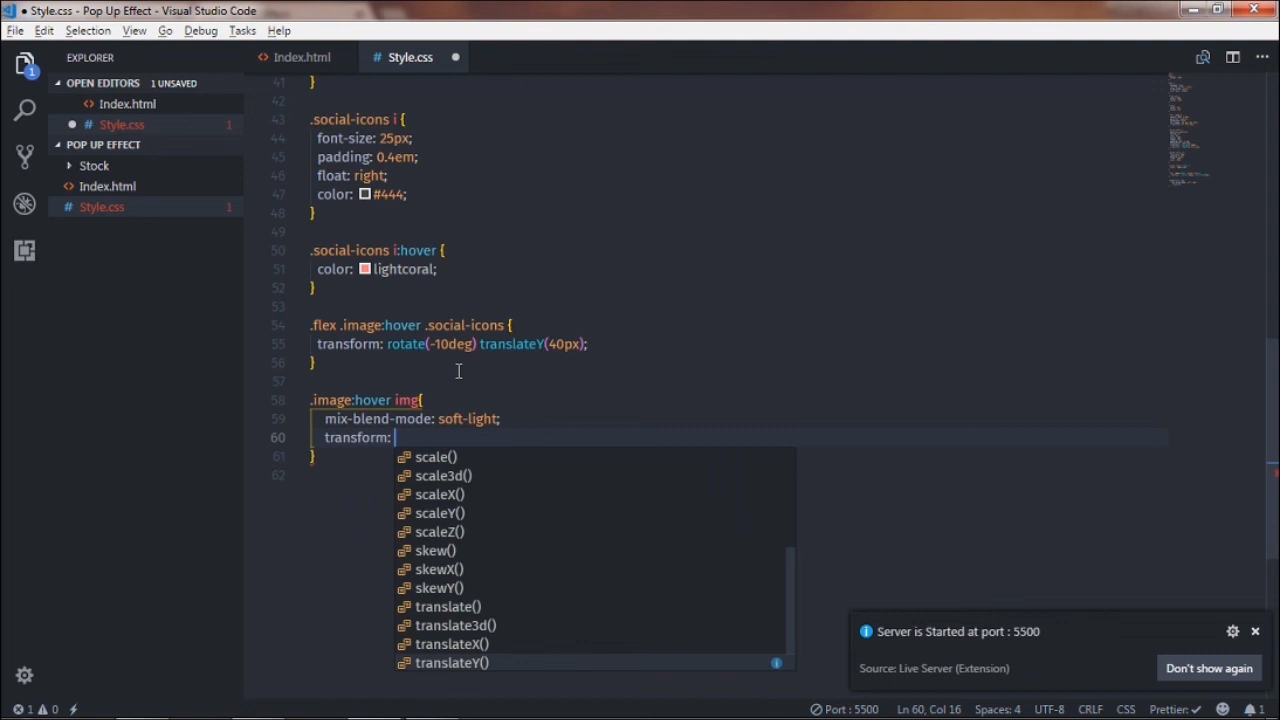 ● Style.css - Pop Up Effect - Visual Studio Code
File Edit Selection View Go Debug Tasks Help
EXPLORER
Index.html
# Style.css
OPEN EDITORS 1 UNSAVED
<> Index.html
# Style.css 1
POP UP EFFECT
Stock
<> Index.html
# Style.css 1
1
41 }
42
43 .social-icons i {
44 font-size: 25px;
45 padding: 0.4em;
46 float: right;
47 color: #444;
48 }
49
50 .social-icons i:hover {
51 color: lightcoral;
52 }
53
54 .flex .image:hover .social-icons {
55 transform: rotate(-10deg) translateY(40px);
56 }
57
58 .image:hover img{
59 mix-blend-mode: soft-light;
60 transform:
61 }
62
scale()
scale3d()
scaleX()
scaleY()
scaleZ()
skew()
skewX()
skewY()
translate()
translate3d()
translateX()
translateY()
Server is Started at port : 5500
Source: Live Server (Extension)
Don't show again
1 0 Port : 5500 Ln 60, Col 16 Spaces: 4 UTF-8 CRLF CSS Prettier: ✓ 1